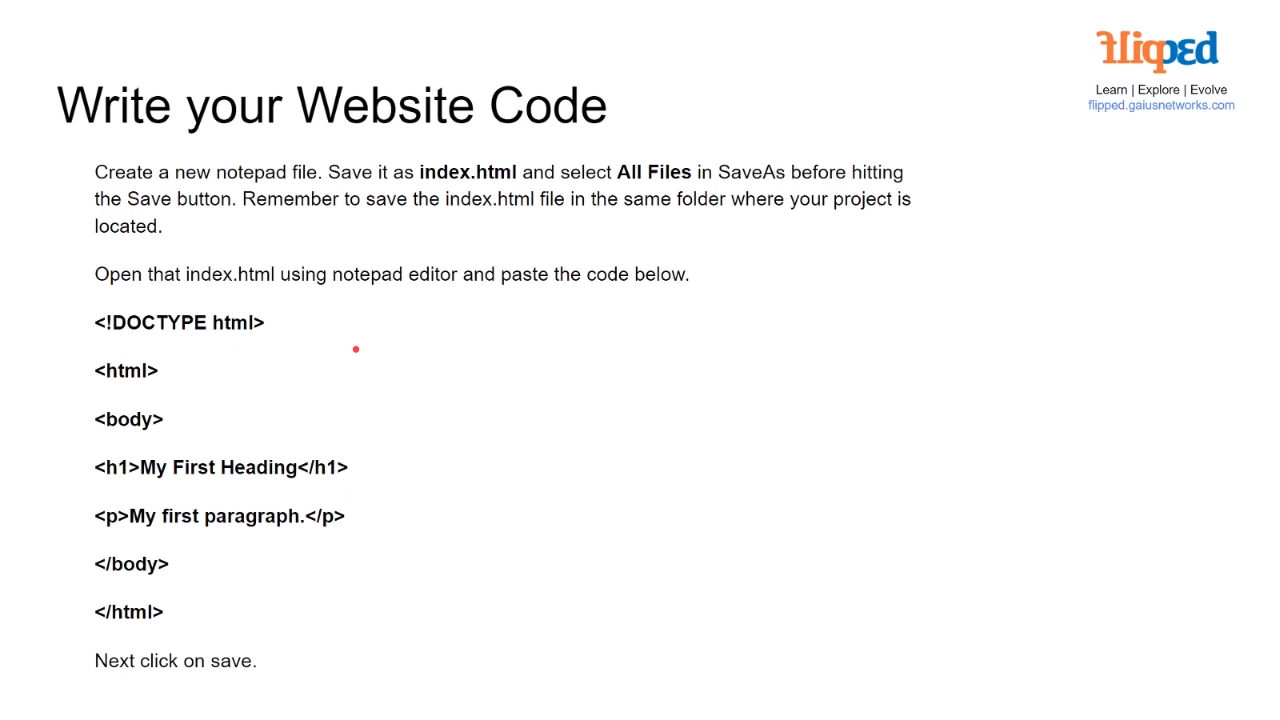 flipped
Learn | Explore | Evolve
flipped.gaiusnetworks.com
Write your Website Code
Create a new notepad file. Save it as index.html and select All Files in SaveAs before hitting
the Save button. Remember to save the index.html file in the same folder where your project is
located.
Open that index.html using notepad editor and paste the code below.
<!DOCTYPE html>
<html>
<body>
<h1>My First Heading</h1>
<p>My first paragraph.</p>
</body>
</html>
Next click on save.